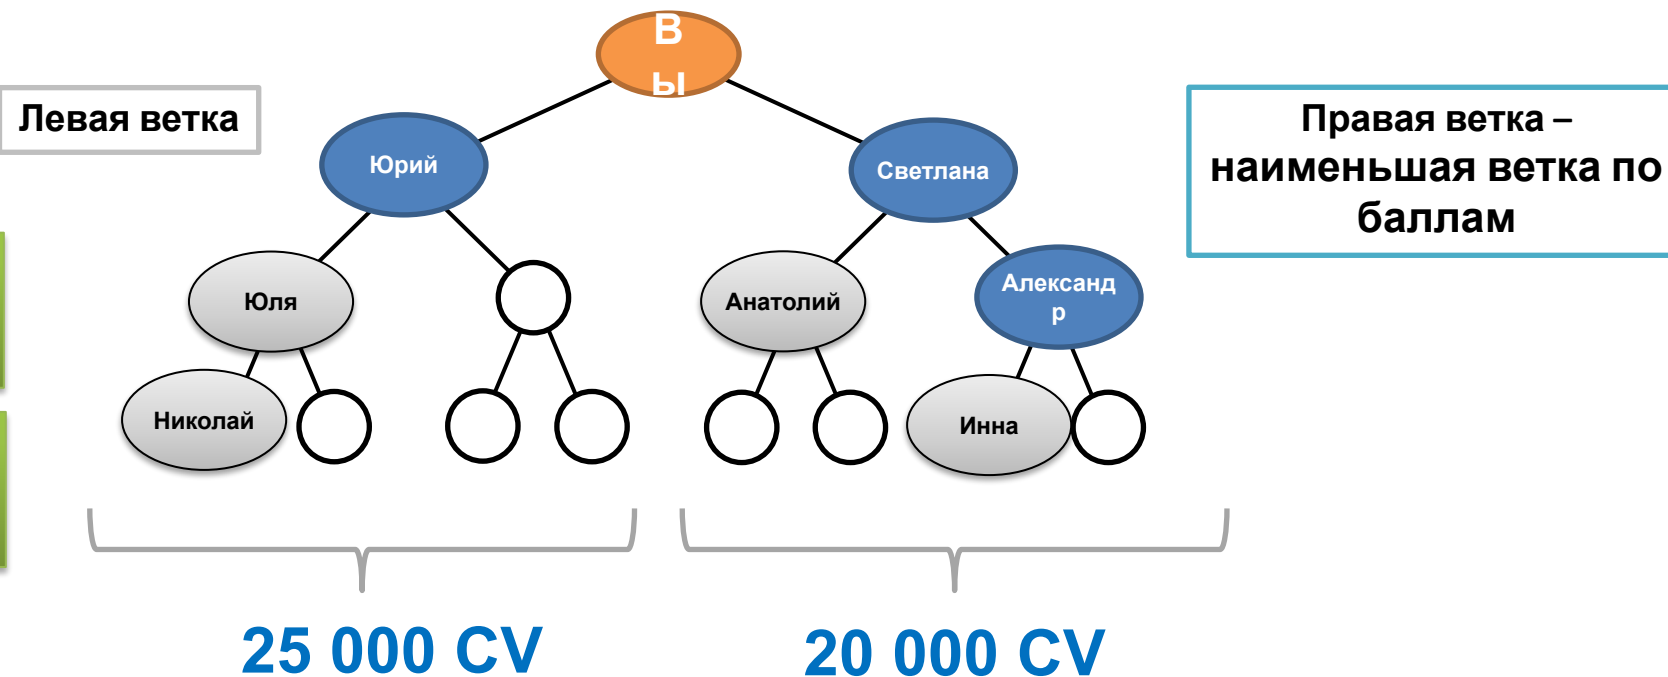 В
ы
Левая ветка
Правая ветка –
наименьшая ветка по
баллам
Юрий
Светлана
Юля
Анатолий
Александ
р
Николай
Инна
25 000 CV
20 000 CV